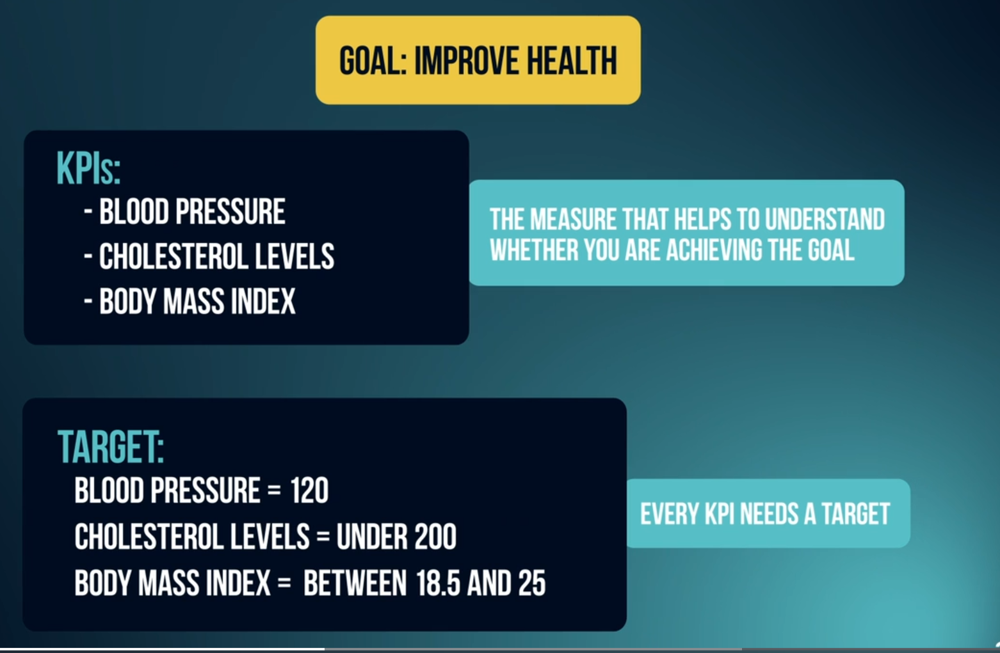 GOAL: IMPROVE HEALTH
KPIs:
- BLOOD PRESSURE
- CHOLESTEROL LEVELS
- BODY MASS INDEX
THE MEASURE THAT HELPS TO UNDERSTAND
WHETHER YOU ARE ACHIEVING THE GOAL
TARGET:
BLOOD PRESSURE = 120
CHOLESTEROL LEVELS = UNDER 200
BODY MASS INDEX = BETWEEN 18.5 AND 25
EVERY KPI NEEDS A TARGET